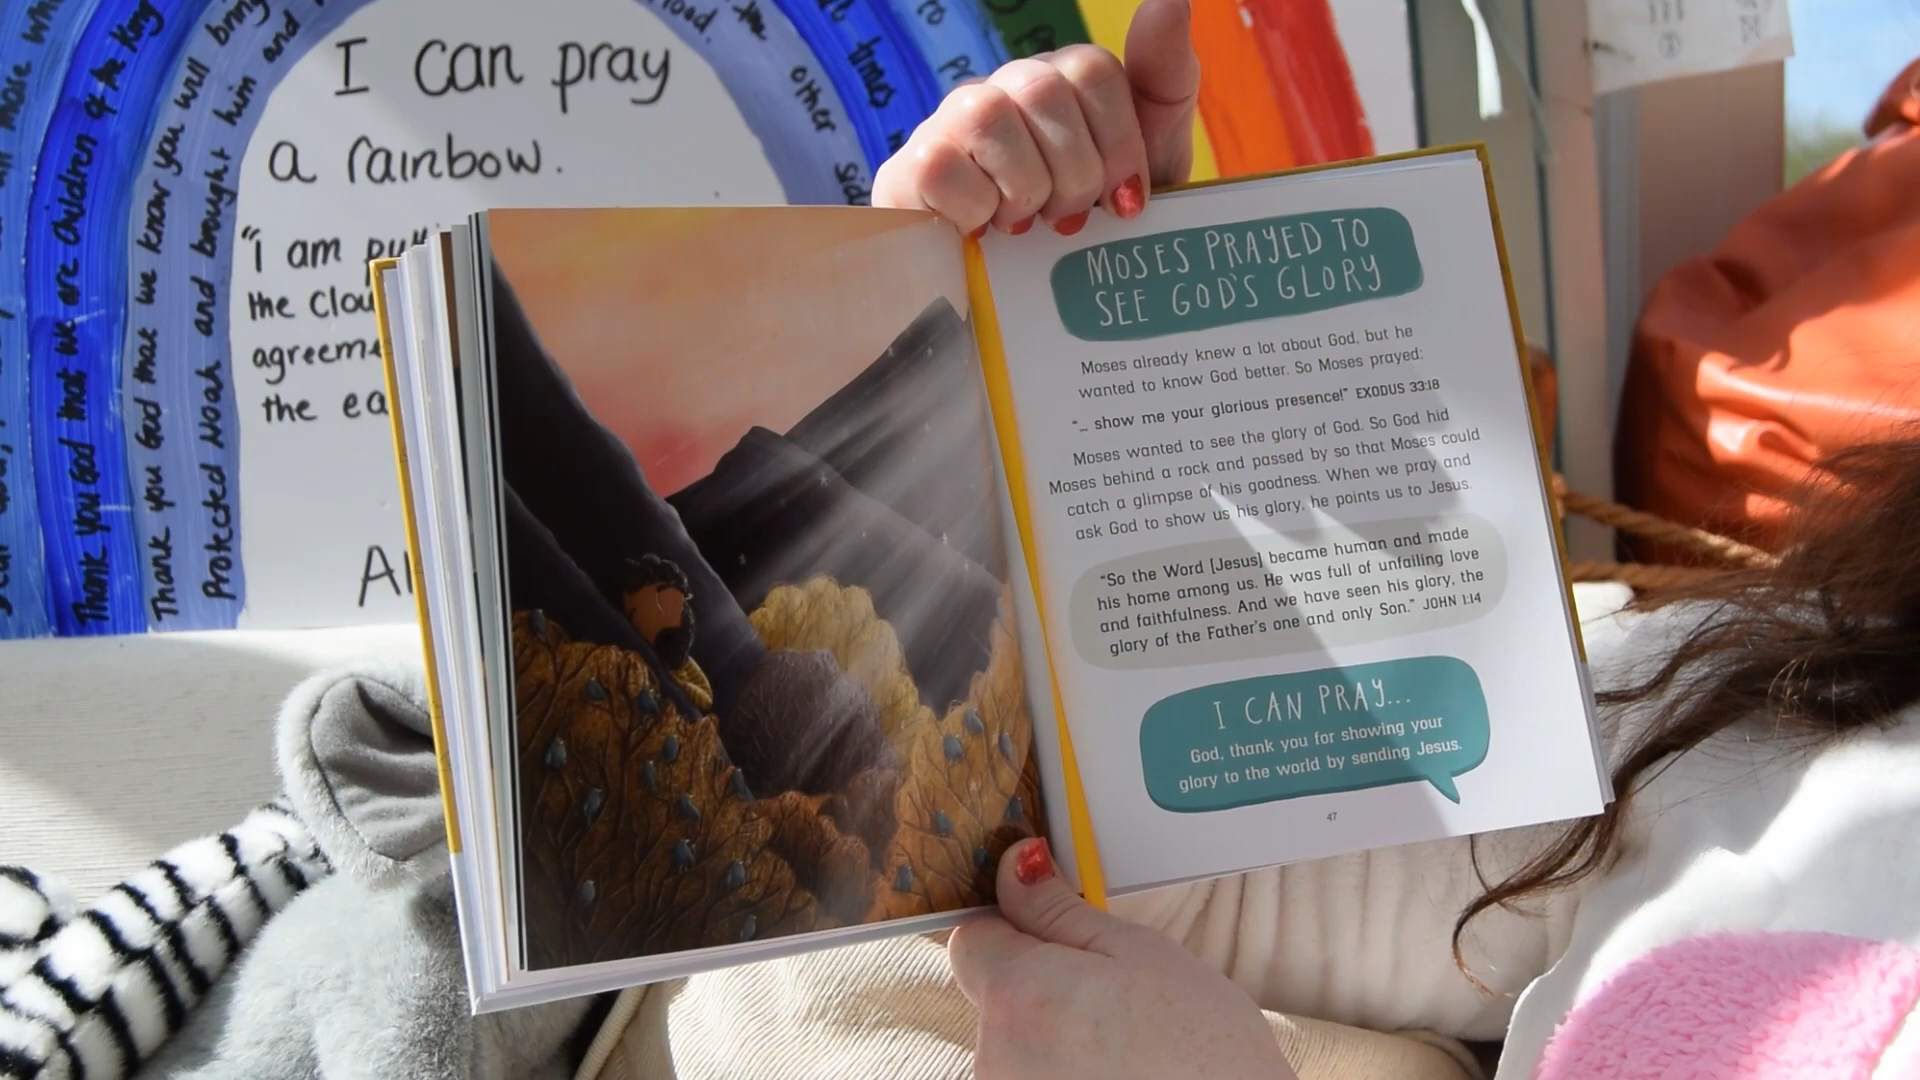 I can pray
a rainbow.
"I am
the
the ea
Thank you God that we are children of the King
Thank you God that we know you will bring
Protected Noah and brought him and
other
times
to
MOSES PRAYED TO
SEE GOD'S GLORY
Moses already knew a lot about God, but he
wanted to know God better. So Moses prayed:
"... show me your glorious presence!" EXODUS 33:18
Moses wanted to see the glory of God. So God hid
Moses behind a rock and passed by so that Moses could
catch a glimpse of his goodness. When we pray and
ask God to show us his glory, he points us to Jesus.
"So the Word [Jesus] became human and made
his home among us. He was full of unfailing love
and faithfulness. And we have seen his glory, the
glory of the Father's one and only Son." JOHN 1:14
I CAN PRAY...
God, thank you for showing your
glory to the world by sending Jesus.
47